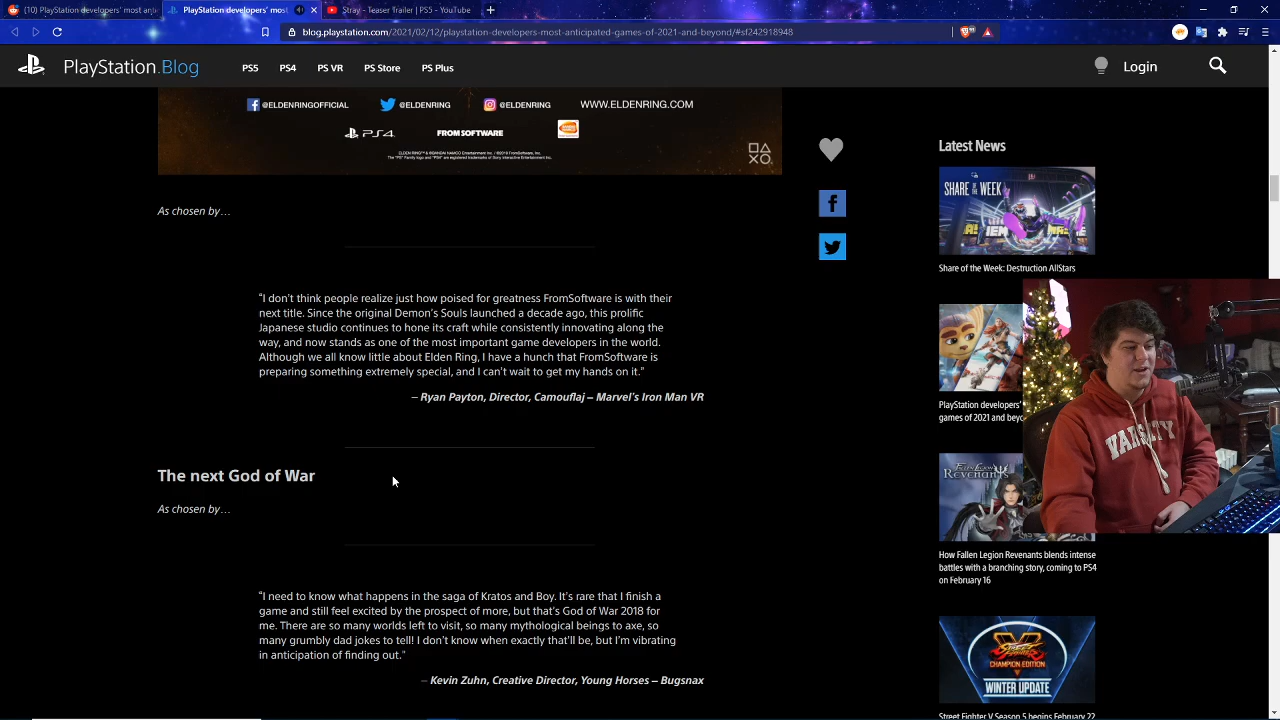 (10) PlayStation developers' most anti
PlayStation developers' most
Stray - Teaser Trailer | PS5 - YouTube
blog.playstation.com/2021/02/12/playstation-developers-most-anticipated-games-of-2021-and-beyond/#sf242918948
PlayStation.Blog
PS5
PS4
PS VR
PS Store
PS Plus
Login
@ELDENRINGOFFICIAL
@ELDENRING
@ELDENRING
WWW.ELDENRING.COM
PS4
FROMSOFTWARE
As chosen by…
“I don’t think people realize just how poised for greatness FromSoftware is with their
next title. Since the original Demon’s Souls launched a decade ago, this prolific
Japanese studio continues to hone its craft while consistently innovating along the
way, and now stands as one of the most important game developers in the world.
Although we all know little about Elden Ring, I have a hunch that FromSoftware is
preparing something extremely special, and I can’t wait to get my hands on it.”
– Ryan Payton, Director, Camouflaj – Marvel’s Iron Man VR
The next God of War
As chosen by…
“I need to know what happens in the saga of Kratos and Boy. It’s rare that I finish a
game and still feel excited by the prospect of more, but that’s God of War 2018 for
me. There are so many worlds left to visit, so many mythological beings to axe, so
many grumbly dad jokes to tell! I don’t know when exactly that’ll be, but I’m vibrating
in anticipation of finding out.”
– Kevin Zuhn, Creative Director, Young Horses – Bugsnax
Latest News
SHARE OF
THE WEEK
Share of the Week: Destruction AllStars
PlayStation developers’
games of 2021 and beyo
FALLEN LEGION
REVENANTS
How Fallen Legion Revenants blends intense
battles with a branching story, coming to PS4
on February 16
STREET FIGHTER V
CHAMPION EDITION
WINTER UPDATE
Street Fighter V Season 5 begins February 22
VARSITY